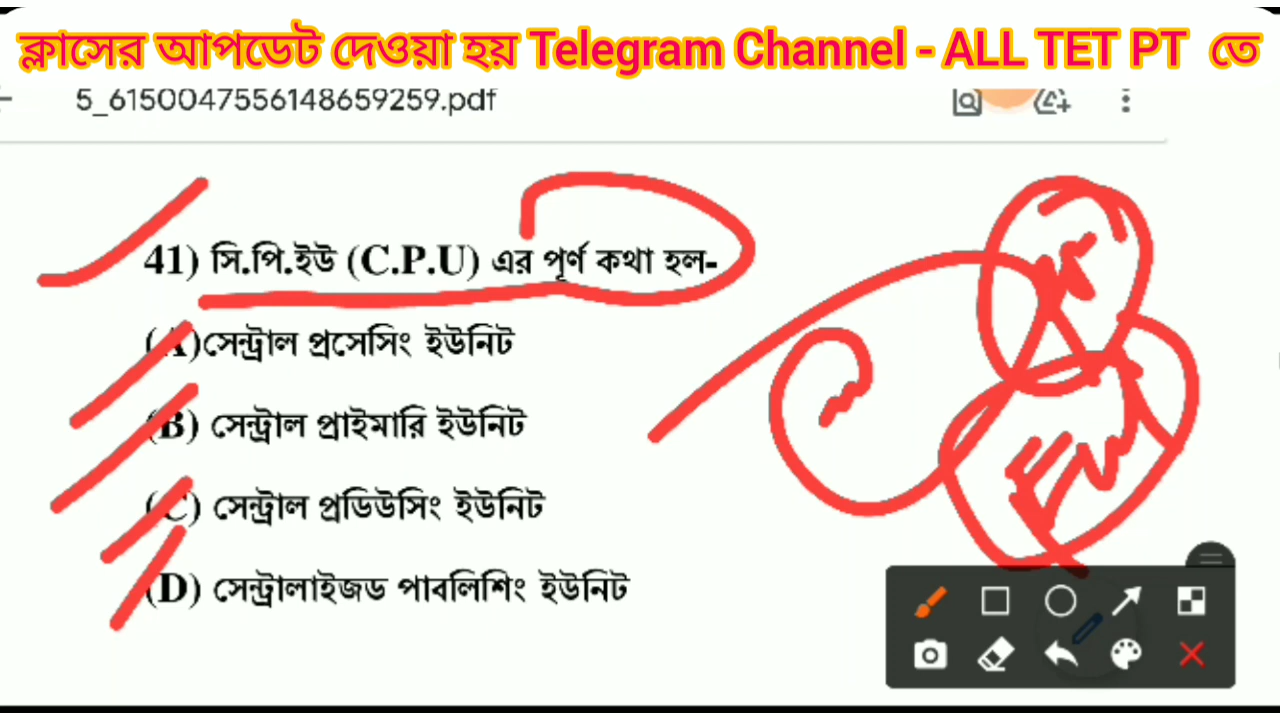 ক্লাসের আপডেট দেওয়া হয় Telegram Channel - ALL TET PT তে
5_6150047556148659259.pdf
41) সি.পি.ইউ (C.P.U) এর পূর্ণ কথা হল-
(A)সেন্ট্রাল প্রসেসিং ইউনিট
(B) সেন্ট্রাল প্রাইমারি ইউনিট
(C) সেন্ট্রাল প্রডিউসিং ইউনিট
(D) সেন্ট্রালাইজড পাবলিশিং ইউনিট